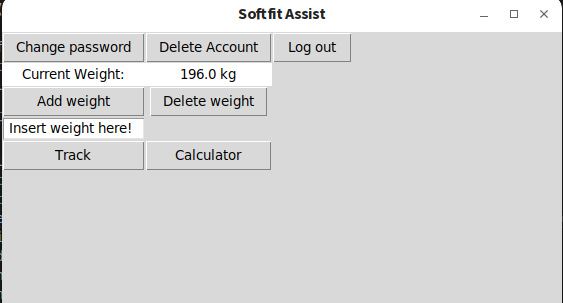 Softfit Assist
Change password Delete Account Log out
Current Weight: 196.0 kg
Add weight Delete weight
Insert weight here!
Track Calculator